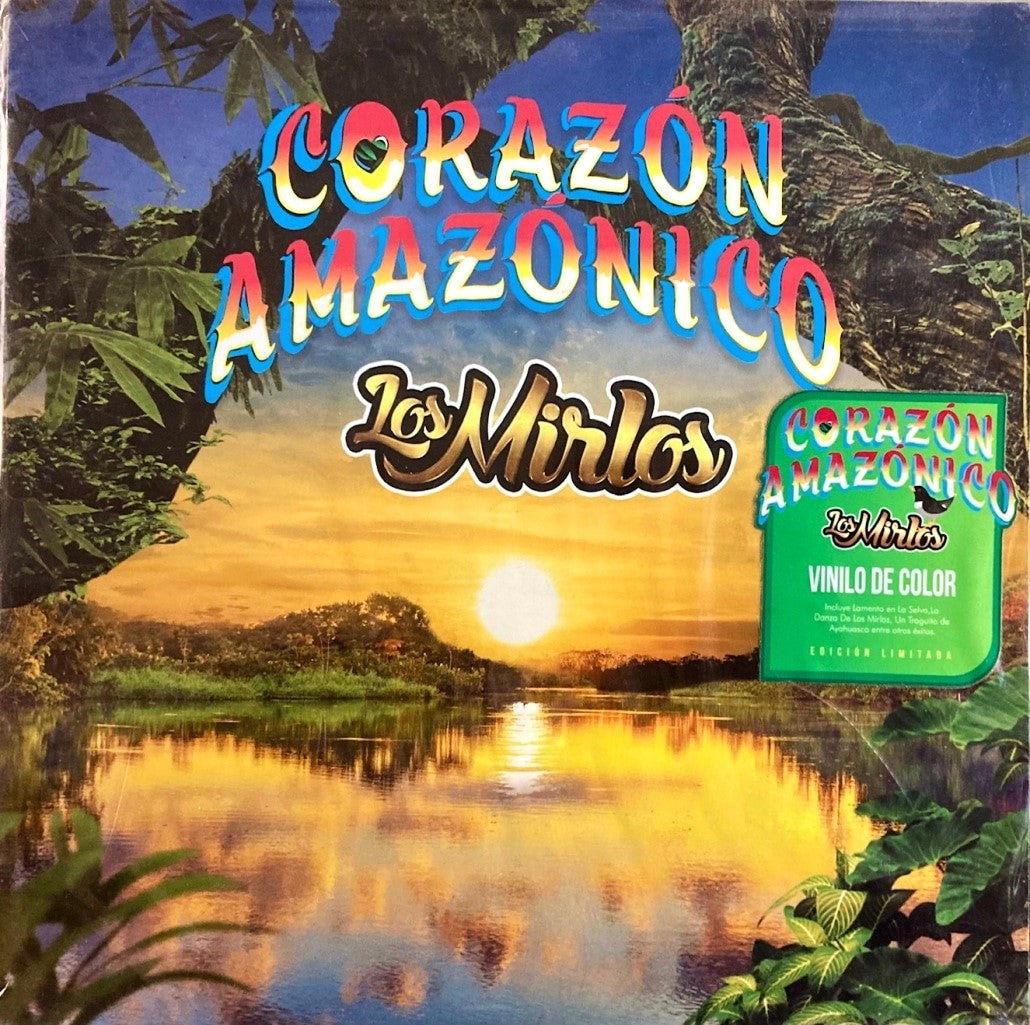 CORAZÓN
AMAZÓNICO
Los Mirlos
CORAZÓN
AMAZÓNICO
Los Mirlos
VINILO DE COLOR
Incluye Lamento en La Selva,La
Danza De Los Mirlos, Un Traguito de
Ayahuasca entre otros éxitos.
EDICIÓN LIMITADA